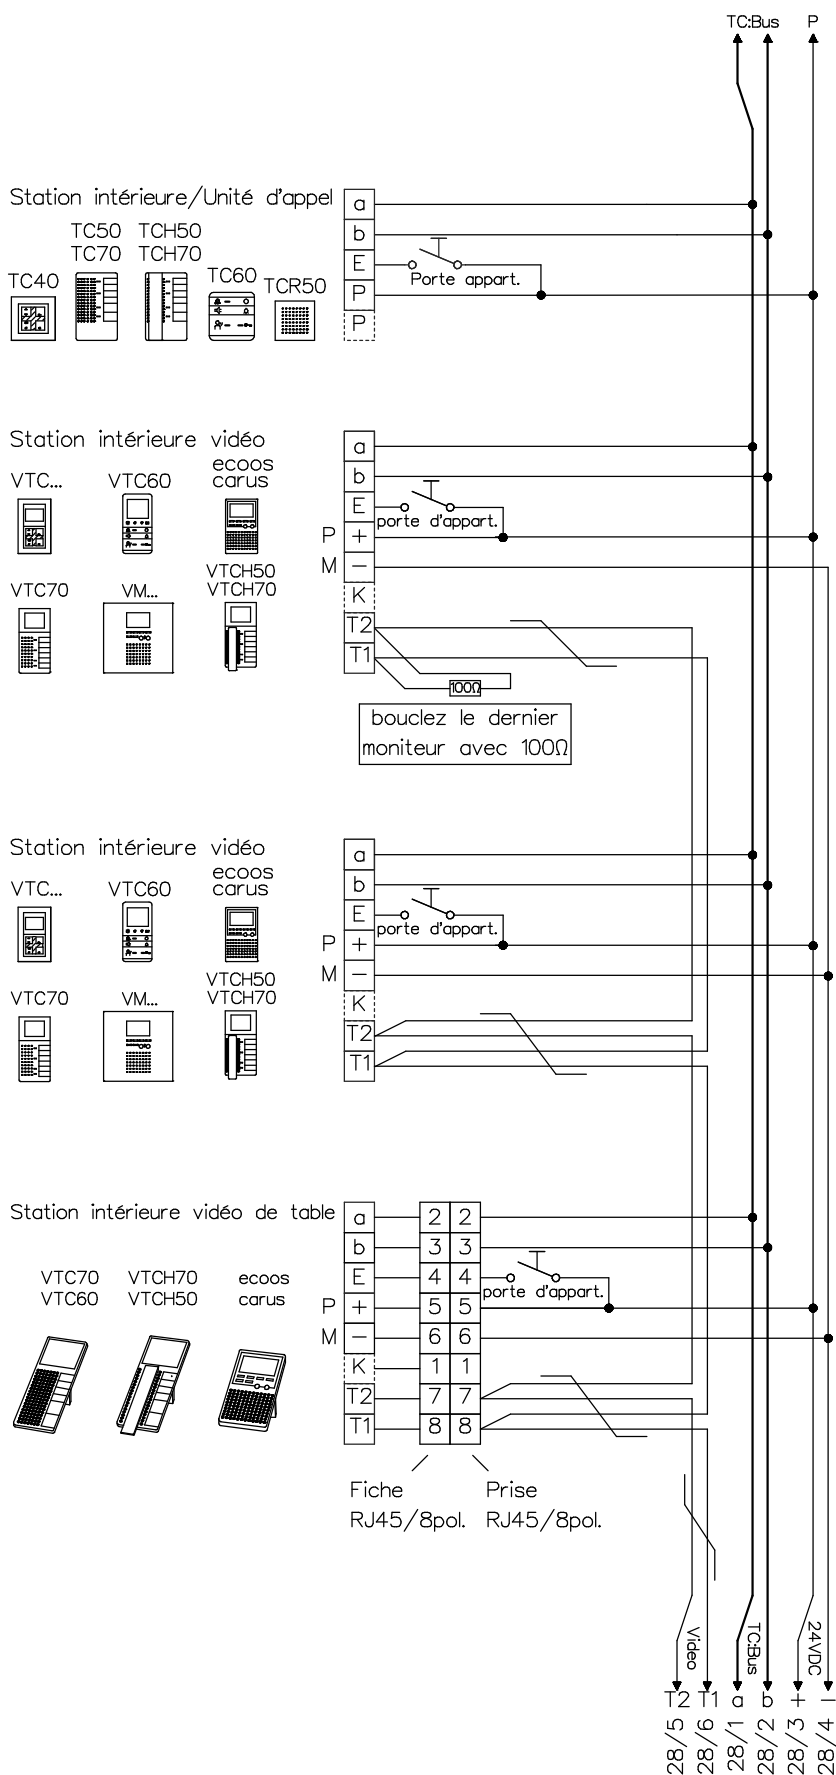 TC:Bus P
Station intérieure/Unité d'appel
TC50 TCH50
TC70 TCH70
TC40 TC60 TCR50
a
b
E
Porte appart.
P
P
Station intérieure vidéo
ecoos
VTC... VTC60 carus
a
b
E
porte d'appart.
P +
M −
VTCH50
VTC70 VM... VTCH70
K
T2
T1
100Ω
bouclez le dernier
moniteur avec 100Ω
Station intérieure vidéo
ecoos
VTC... VTC60 carus
a
b
E
porte d'appart.
P +
M −
VTCH50
VTC70 VM... VTCH70
K
T2
T1
Station intérieure vidéo de table
a 2 2
b 3 3
VTC70 VTCH70 ecoos
VTC60 VTCH50 carus
E 4 4
porte d'appart.
P + 5 5
M − 6 6
K 1 1
T2 7 7
T1 8 8
Fiche Prise
RJ45/8pol. RJ45/8pol.
Video TC:Bus 24VDC
T2 T1 a b + −
28/5 28/6 28/1 28/2 28/3 28/4